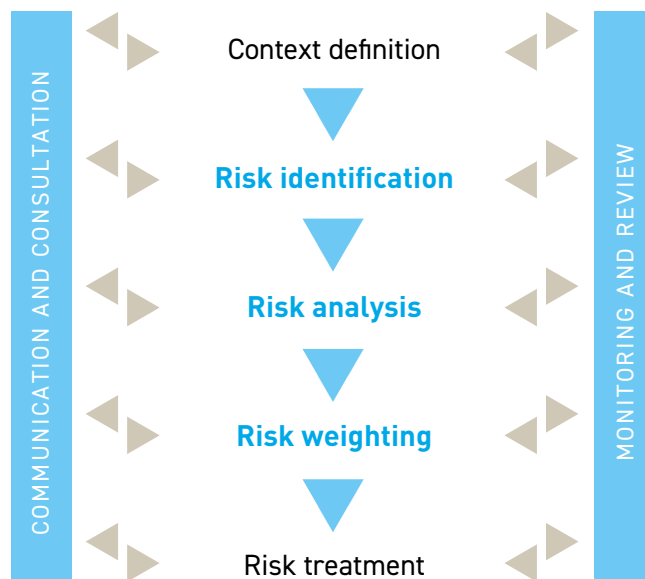 COMMUNICATION AND CONSULTATION
Context definition
Risk identification
Risk analysis
Risk weighting
Risk treatment
MONITORING AND REVIEW